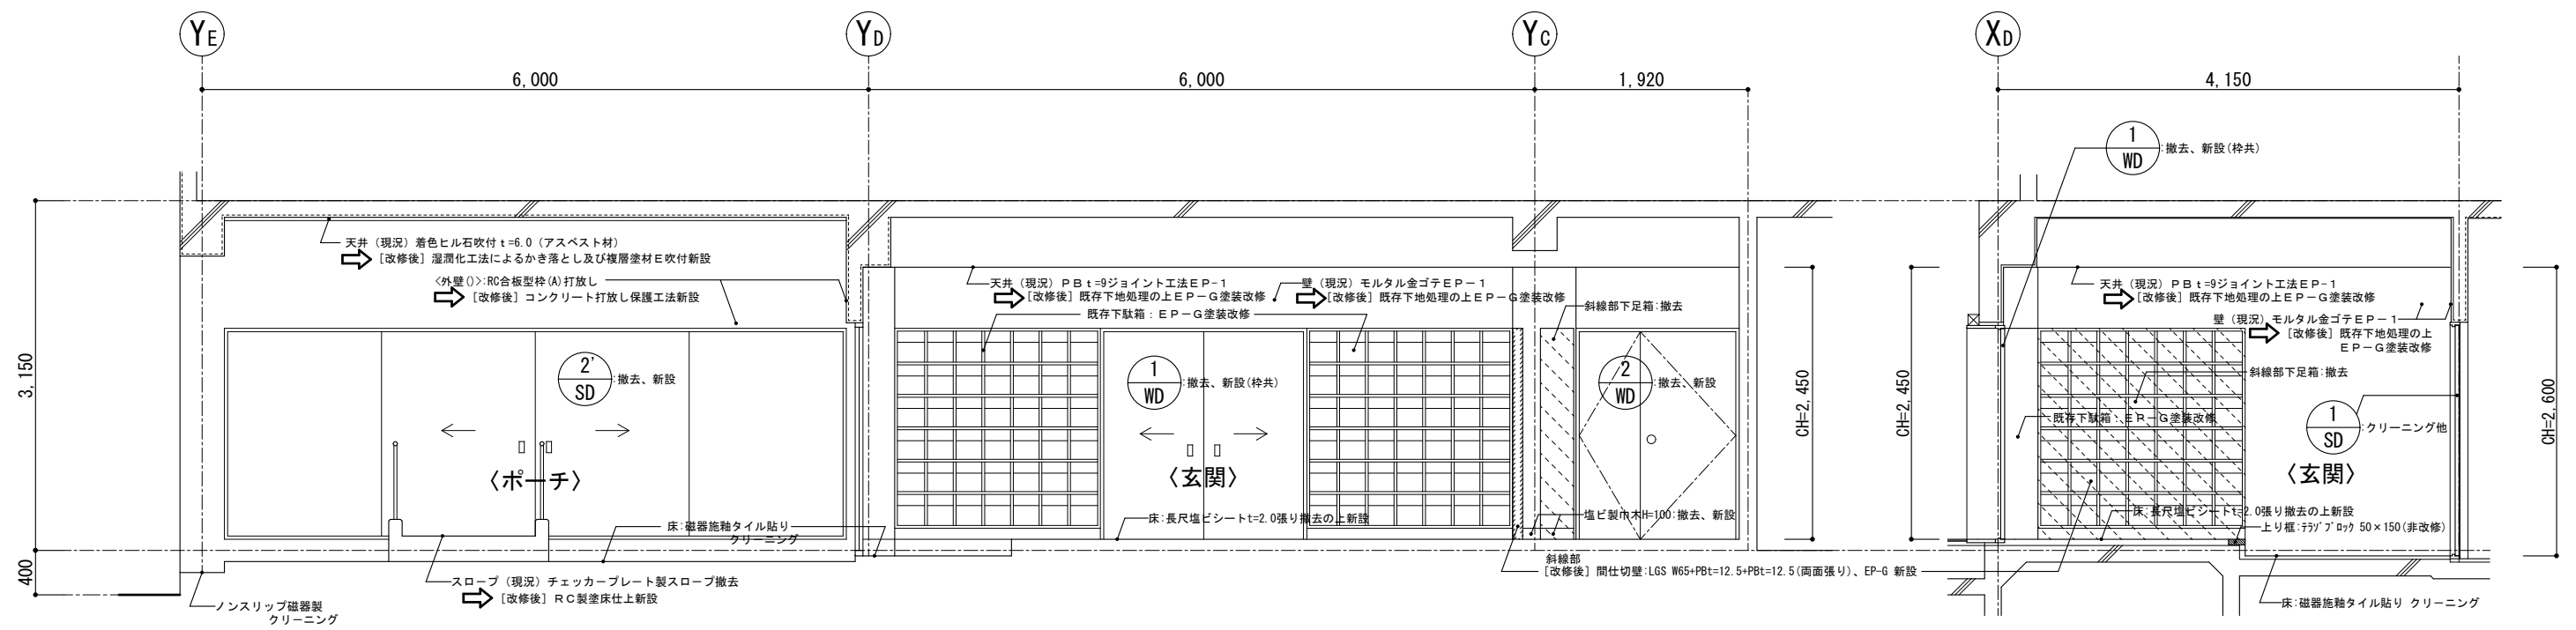 YE
YD
YC
XD
6,000
6,000
1,920
4,150
1
WD
:撤去、新設(枠共)
天井（現況）着色ヒル石吹付ｔ=6.0（アスベスト材）
［改修後］湿潤化工法によるかき落とし及び複層塗材Ｅ吹付新設
<外壁()>:RC合板型枠(A)打放し
［改修後］コンクリート打放し保護工法新設
天井（現況）ＰＢｔ=9ジョイント工法EP-1
［改修後］既存下地処理の上ＥＰ－Ｇ塗装改修
壁（現況）モルタル金ゴテＥＰ－1
［改修後］既存下地処理の上ＥＰ－Ｇ塗装改修
既存下駄箱：ＥＰ－Ｇ塗装改修
斜線部下足箱:撤去
天井（現況）ＰＢｔ=9ジョイント工法EP-1
［改修後］既存下地処理の上ＥＰ－Ｇ塗装改修
壁（現況）モルタル金ゴテＥＰ－1
［改修後］既存下地処理の上
ＥＰ－Ｇ塗装改修
3,150
400
2'
SD
:撤去、新設
1
WD
:撤去、新設(枠共)
2
WD
:撤去、新設
CH=2,450
CH=2,450
CH=2,600
斜線部下足箱:撤去
既存下駄箱：ＥＰ－Ｇ塗装改修
1
SD
:クリーニング他
〈ポーチ〉
〈玄関〉
〈玄関〉
床:磁器施釉タイル貼り
クリーニング
床:長尺塩ビシートt=2.0張り撤去の上新設
塩ビ製巾木H=100:撤去、新設
床:長尺塩ビシートt=2.0張り撤去の上新設
上り框:ﾃﾗｿﾞﾌﾞﾛｯｸ 50×150(非改修)
斜線部
［改修後］間仕切壁:LGS W65+PBt=12.5+PBt=12.5(両面張り)、EP-G 新設
スロープ（現況）チェッカープレート製スロープ撤去
［改修後］ＲＣ製塗床仕上新設
ノンスリップ磁器製
クリーニング
床:磁器施釉タイル貼り クリーニング